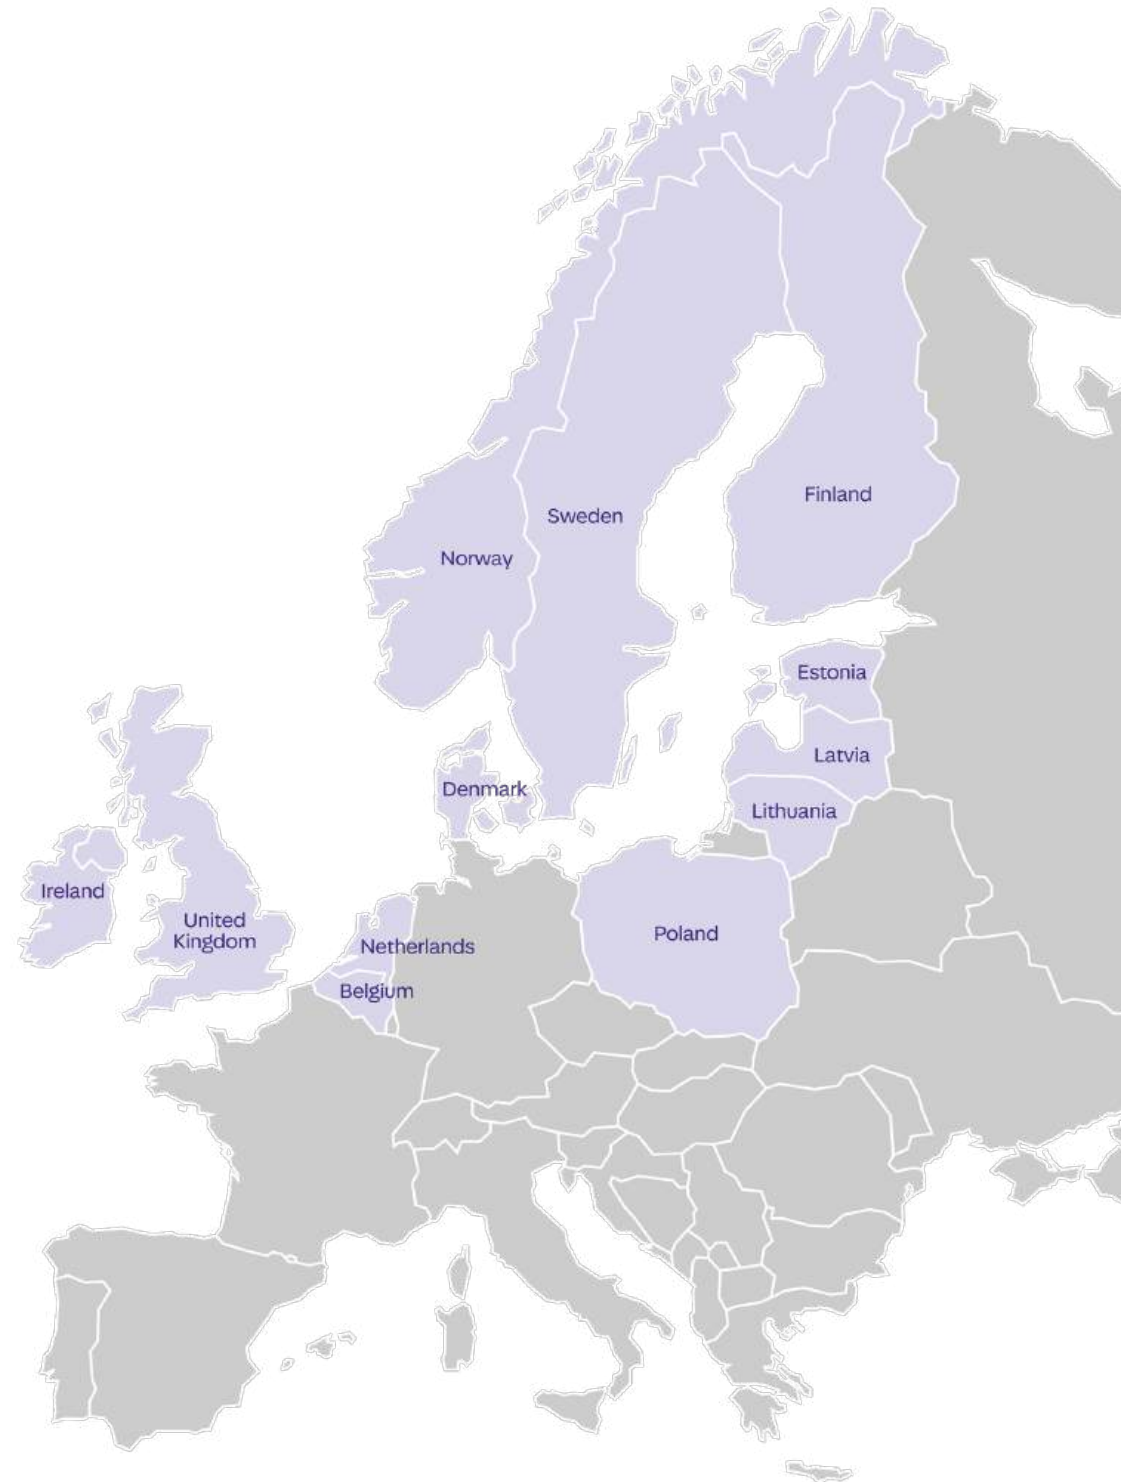 Finland
Sweden
Norway
Estonia
Latvia
Denmark
Lithuania
Ireland
United
Kingdom
Netherlands
Poland
Belgium